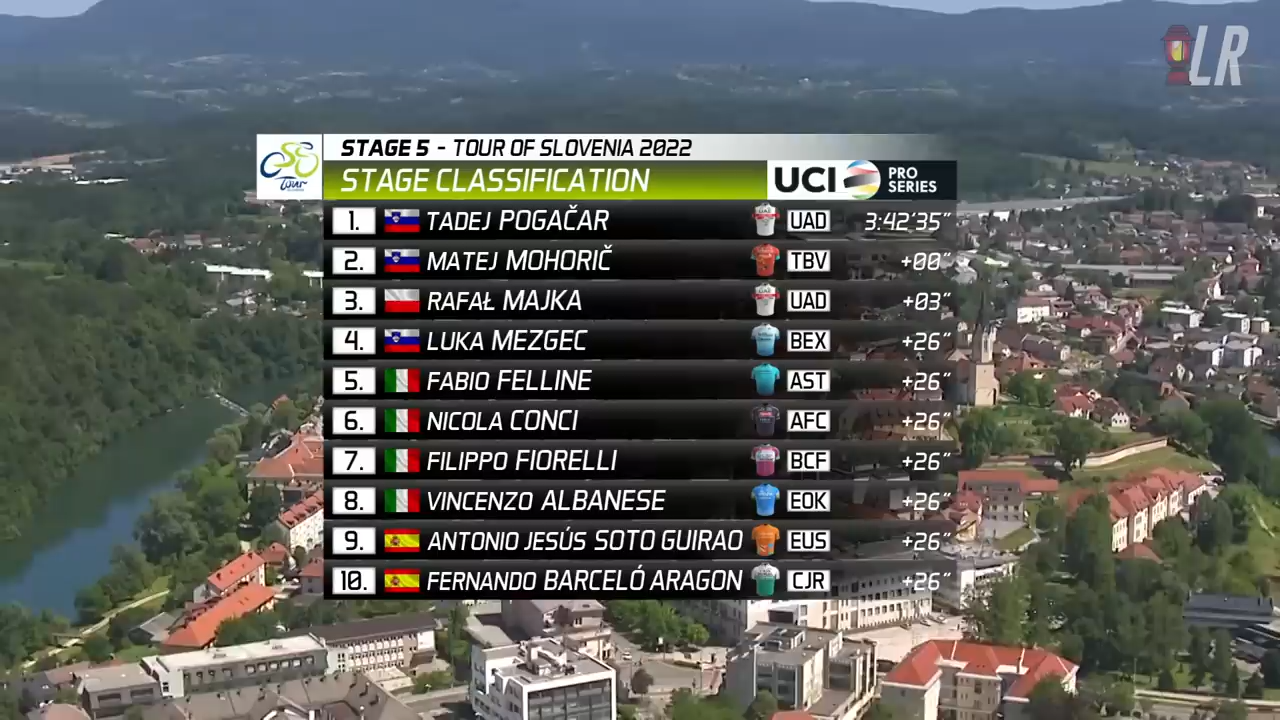 LR
STAGE 5 - TOUR OF SLOVENIA 2022
Tour
STAGE CLASSIFICATION
UCI PRO SERIES
1. TADEJ POGAČAR UAD 3:42'35"
2. MATEJ MOHORIČ TBV +00"
3. RAFAŁ MAJKA UAD +03"
4. LUKA MEZGEC BEX +26"
5. FABIO FELLINE AST +26"
6. NICOLA CONCI AFC +26"
7. FILIPPO FIORELLI BCF +26"
8. VINCENZO ALBANESE EOK +26"
9. ANTONIO JESÚS SOTO GUIRAO EUS +26"
10. FERNANDO BARCELÓ ARAGON CJR +26"